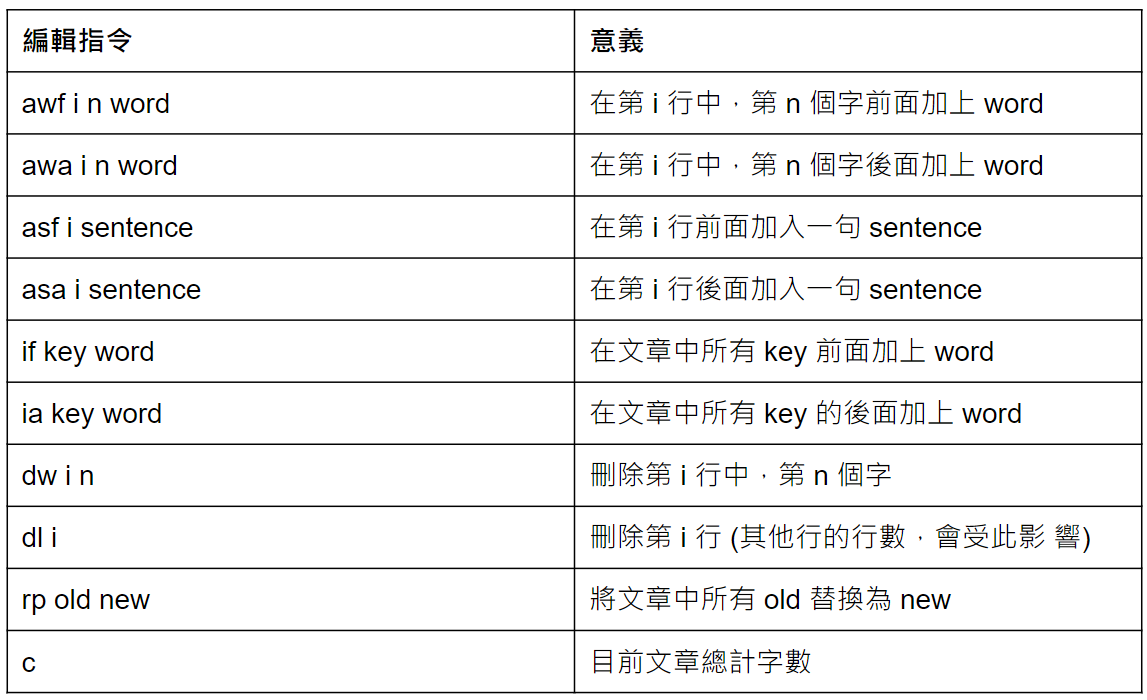 編輯指令 意義
awf i n word 在第 i 行中，第 n 個字前面加上 word
awa i n word 在第 i 行中，第 n 個字後面加上 word
asf i sentence 在第 i 行前面加入一句 sentence
asa i sentence 在第 i 行後面加入一句 sentence
if key word 在文章中所有 key 前面加上 word
ia key word 在文章中所有 key 的後面加上 word
dw i n 刪除第 i 行中，第 n 個字
dl i 刪除第 i 行 (其他行的行數，會受此影 響)
rp old new 將文章中所有 old 替換為 new
c 目前文章總計字數